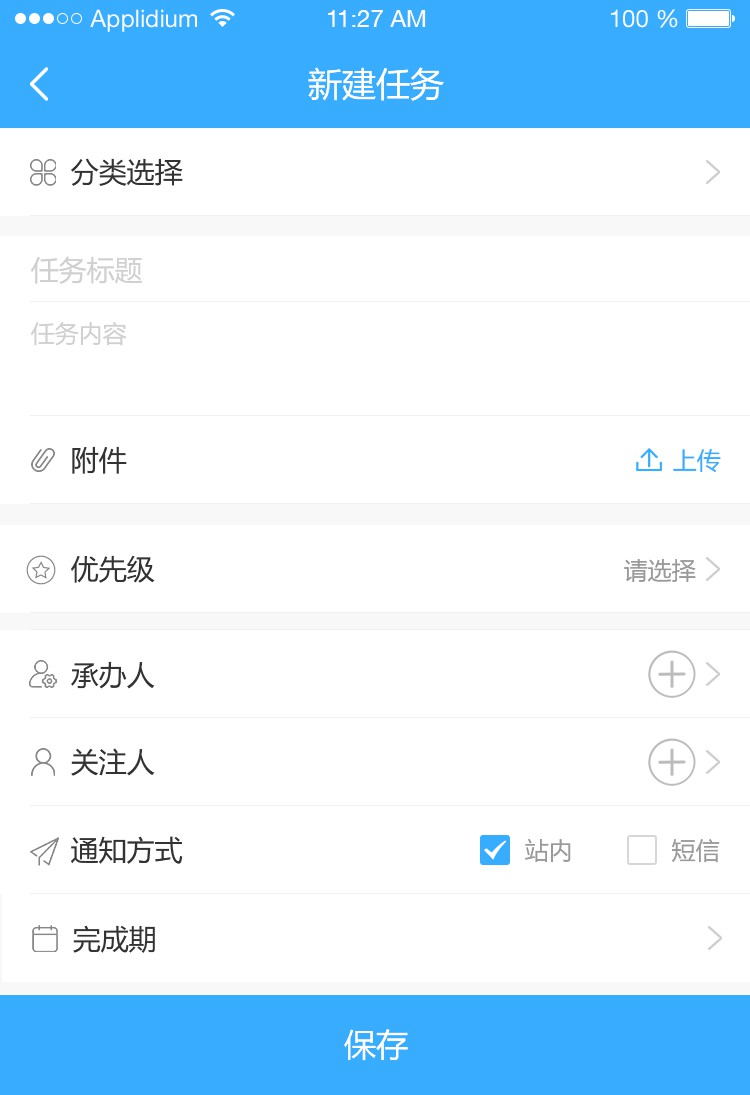 Applidium 11:27 AM 100 %
新建任务
分类选择
任务标题
任务内容
附件 上传
优先级 请选择
承办人
关注人
通知方式 站内 短信
完成期
保存